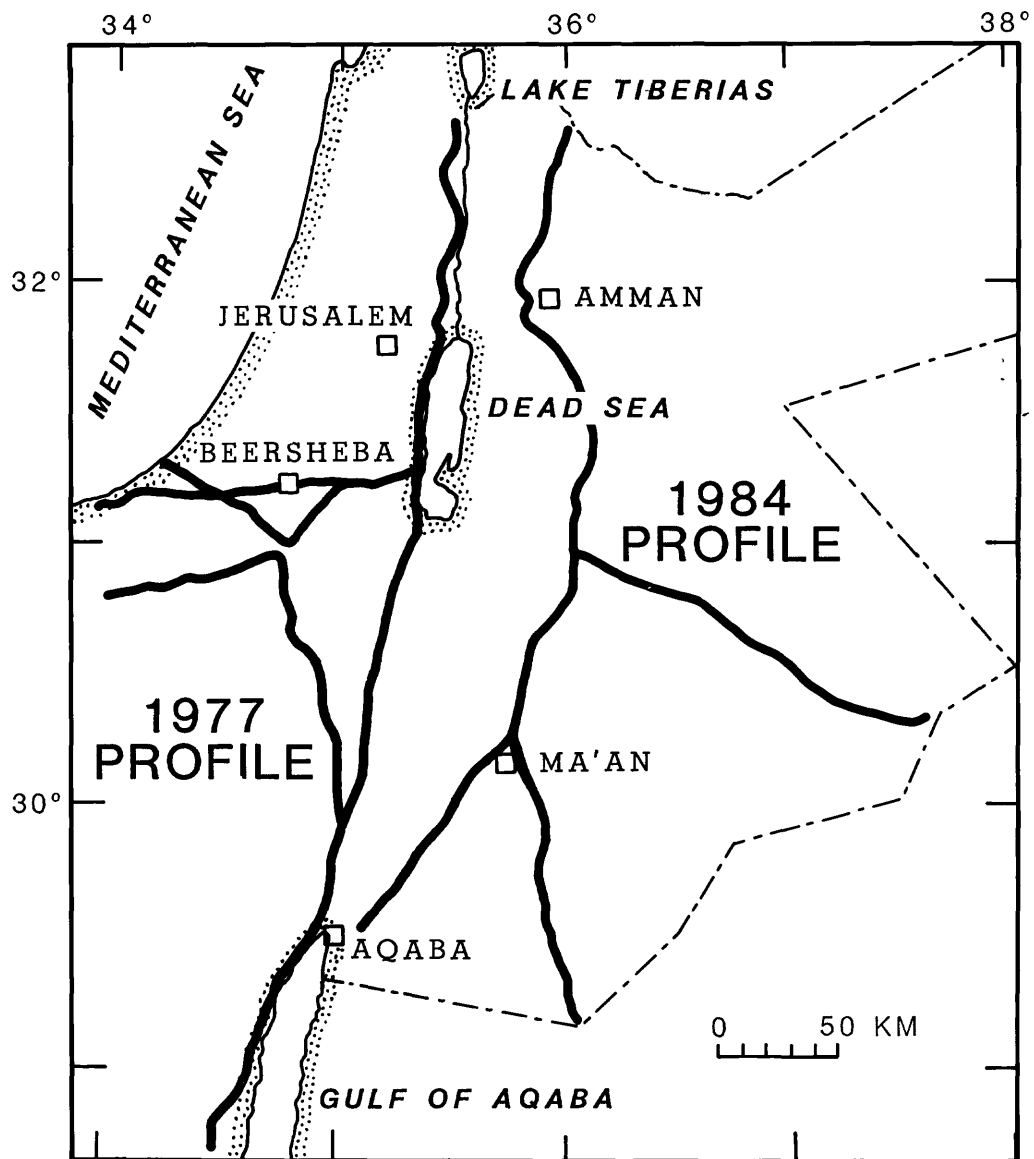 34° 36° 38°
LAKE TIBERIAS
MEDITERRANEAN SEA
32°
AMMAN
JERUSALEM
DEAD SEA
BEERSHEBA
1984
PROFILE
1977
PROFILE
MA'AN
30°
AQABA
0 50 KM
GULF OF AQABA